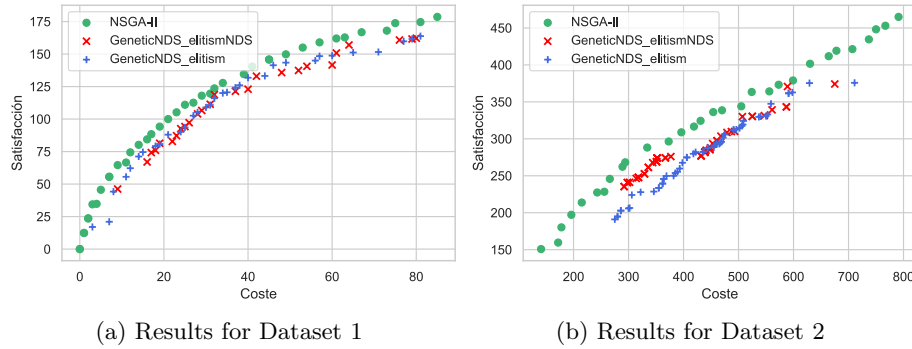 NSGA-II
GeneticNDS_elitismNDS
GeneticNDS_elitism
Satisfacción
175
150
125
100
75
50
25
0
0
20
40
60
80
Coste
(a) Results for Dataset 1
NSGA-II
GeneticNDS_elitismNDS
GeneticNDS_elitism
Satisfacción
450
400
350
300
250
200
150
200
300
400
500
600
700
800
Coste
(b) Results for Dataset 2